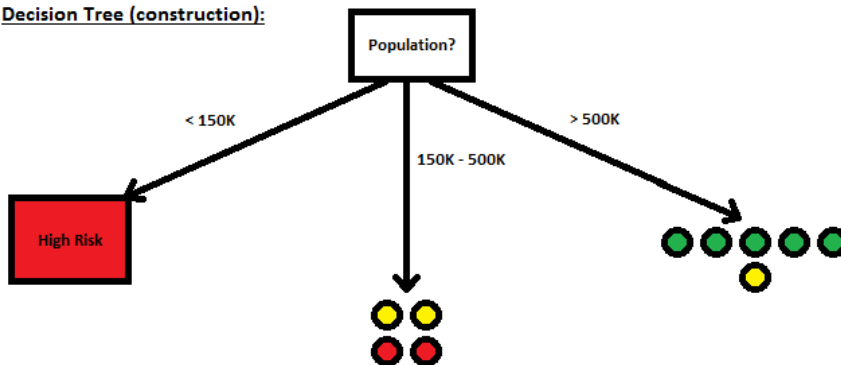 Decision Tree (construction):
Population?
< 150K
> 500K
150K - 500K
High Risk